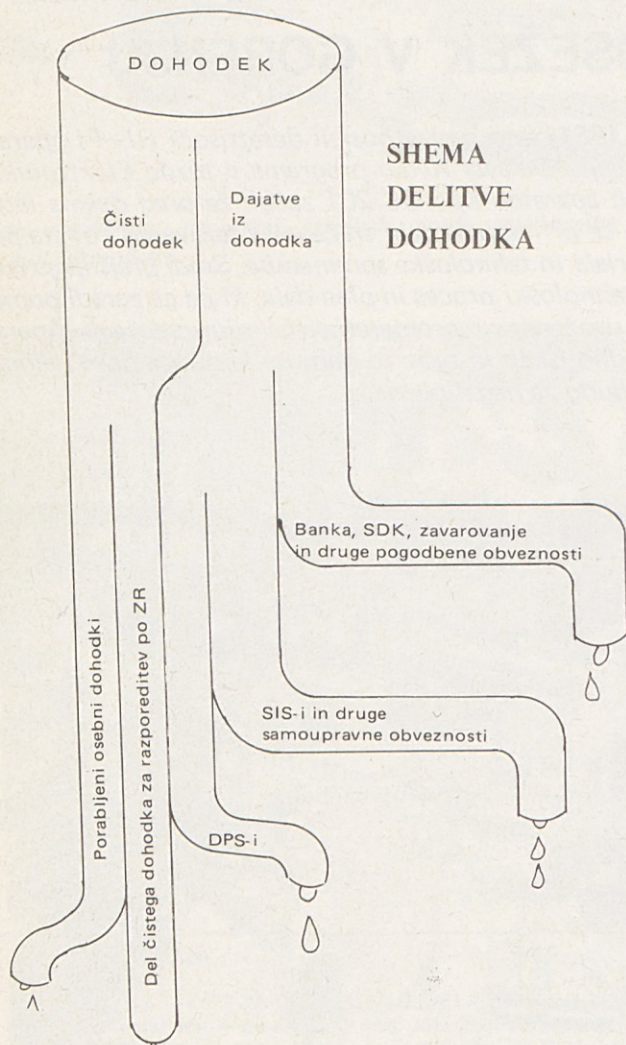 DOHODEK
SHEMA
DELITVE
DOHODKA
Čisti
dohodek
Dajatve
iz
dohodka
Banka, SDK, zavarovanje
in druge pogodbene obveznosti
SIS-i in druge
samoupravne obveznosti
DPS-i
Porabljeni osebni dohodki
Del čistega dohodka za razporeditev po ZR